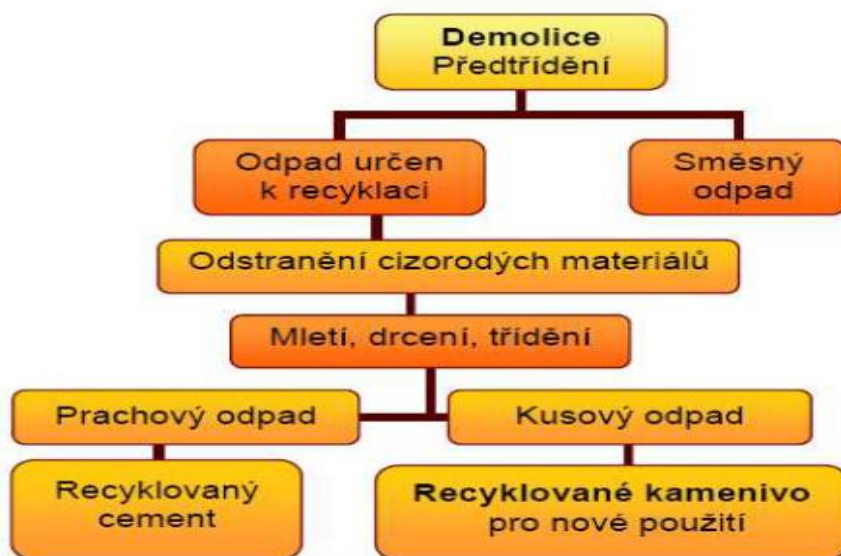 Demolice
Předtřídění
Odpad určen
k recyklaci
Směsný
odpad
Odstranění cizorodých materiálů
Mletí, drcení, třídění
Prachový odpad
Kusový odpad
Recyklovaný
cement
Recyklované kamenivo
pro nové použití